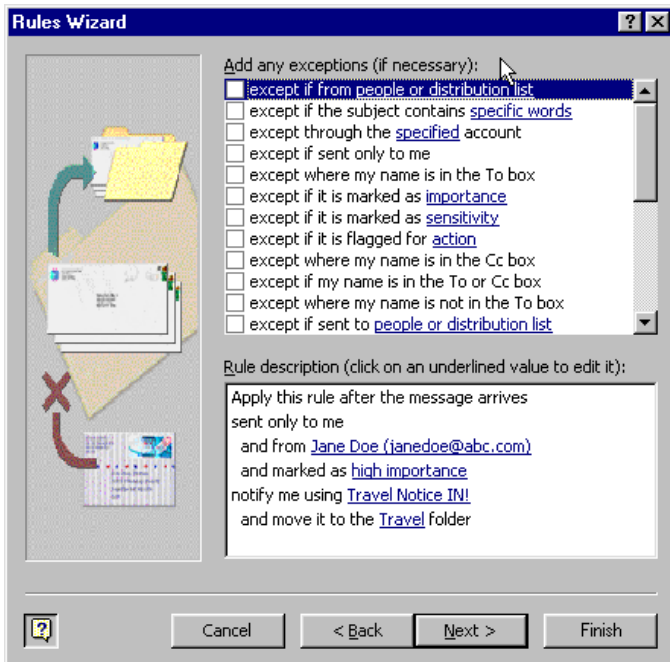 Rules Wizard
Add any exceptions (if necessary):
except if from people or distribution list
except if the subject contains specific words
except through the specified account
except if sent only to me
except where my name is in the To box
except if it is marked as importance
except if it is marked as sensitivity
except if it is flagged for action
except where my name is in the Cc box
except if my name is in the To or Cc box
except where my name is not in the To box
except if sent to people or distribution list
Rule description (click on an underlined value to edit it):
Apply this rule after the message arrives
sent only to me
and from Jane Doe (janedoe@abc.com)
and marked as high importance
notify me using Travel Notice IN!
and move it to the Travel folder
Cancel
< Back
Next >
Finish